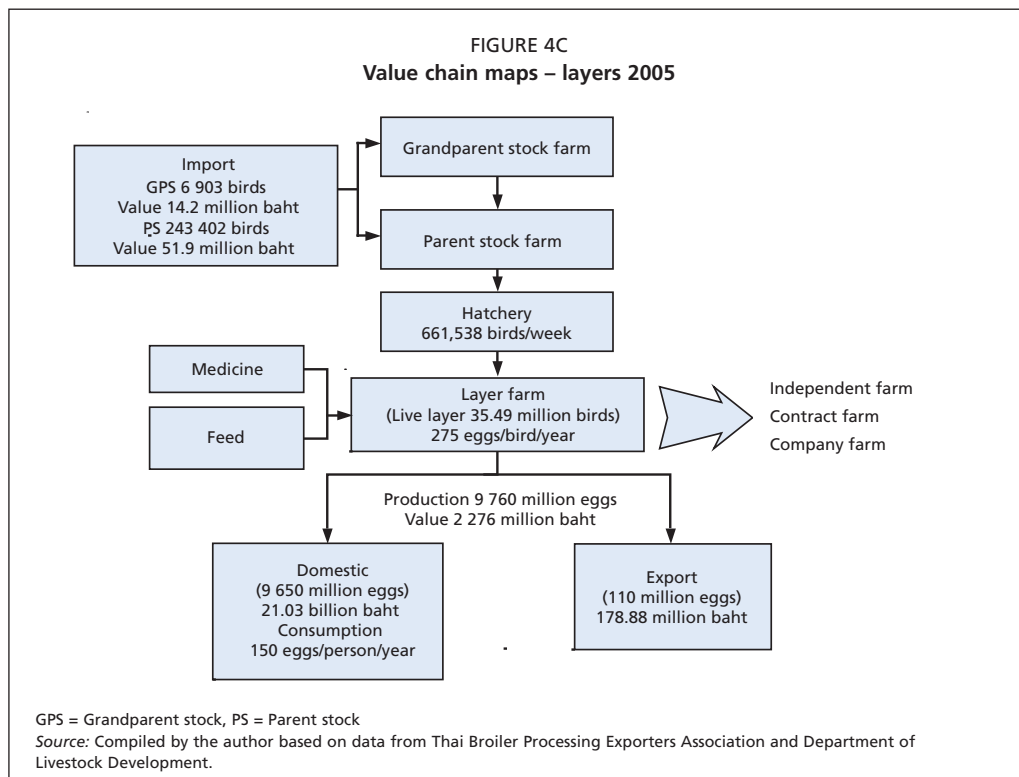 FIGURE 4C
Value chain maps – layers 2005
Grandparent stock farm
Import
GPS 6 903 birds
Value 14.2 million baht
PS 243 402 birds
Value 51.9 million baht
Parent stock farm
Hatchery
661,538 birds/week
Medicine
Feed
Layer farm
(Live layer 35.49 million birds)
275 eggs/bird/year
Independent farm
Contract farm
Company farm
Production 9 760 million eggs
Value 2 276 million baht
Domestic
(9 650 million eggs)
21.03 billion baht
Consumption
150 eggs/person/year
Export
(110 million eggs)
178.88 million baht
GPS = Grandparent stock, PS = Parent stock
Source: Compiled by the author based on data from Thai Broiler Processing Exporters Association and Department of
Livestock Development.